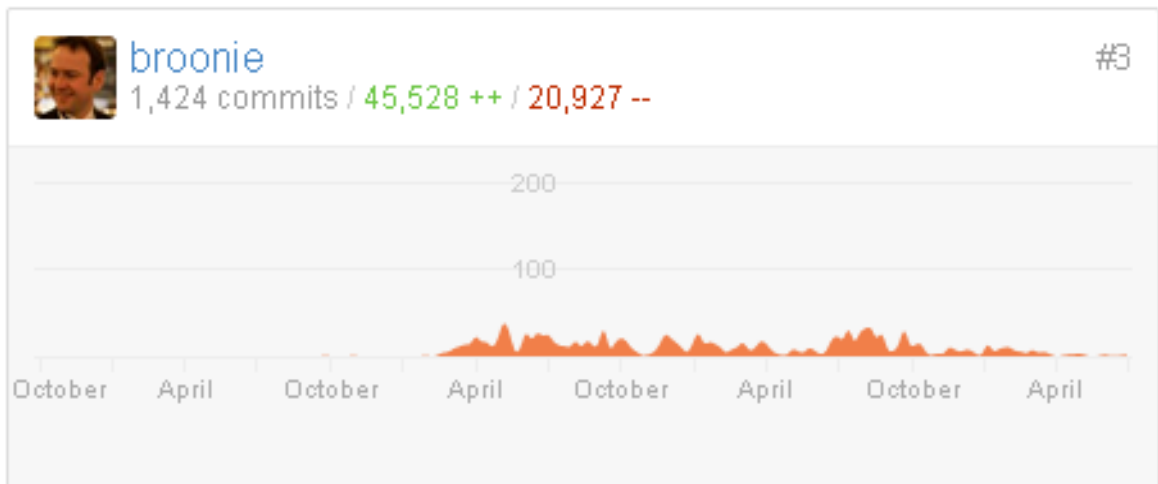 broonie
#3
1,424 commits / 45,528 ++ / 20,927 --
200
100
October April October April October April October April